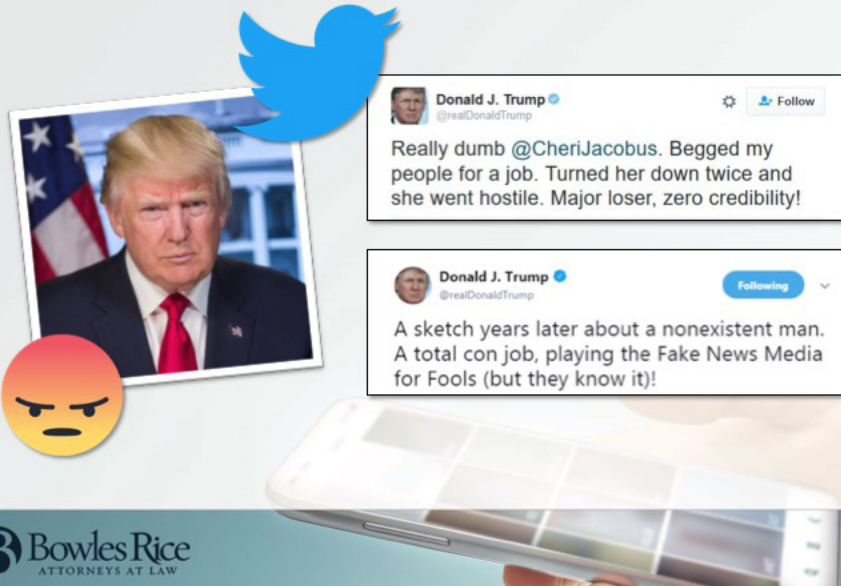 Donald J. Trump
@realDonaldTrump
Follow
Really dumb @CheriJacobus. Begged my
people for a job. Turned her down twice and
she went hostile. Major loser, zero credibility!
Donald J. Trump
@realDonaldTrump
Following
A sketch years later about a nonexistent man.
A total con job, playing the Fake News Media
for Fools (but they know it)!
Bowles Rice
ATTORNEYS AT LAW